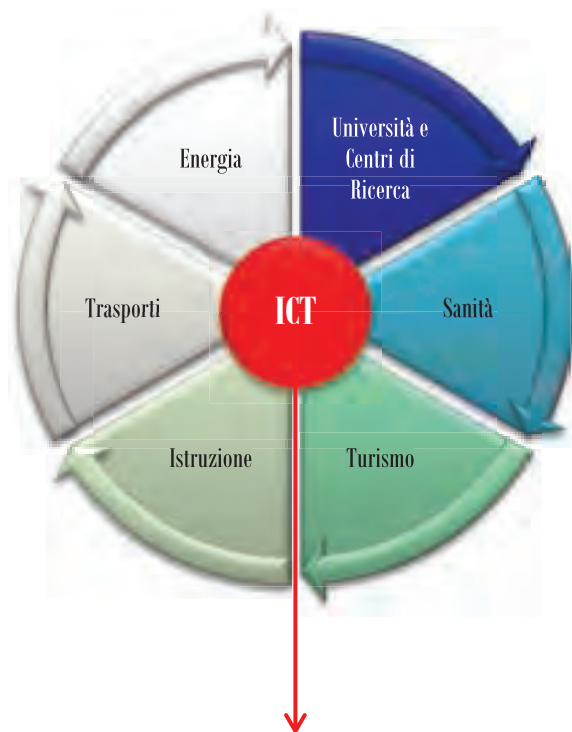 Energia
Università e
Centri di
Ricerca
Trasporti
ICT
Sanità
Istruzione
Turismo